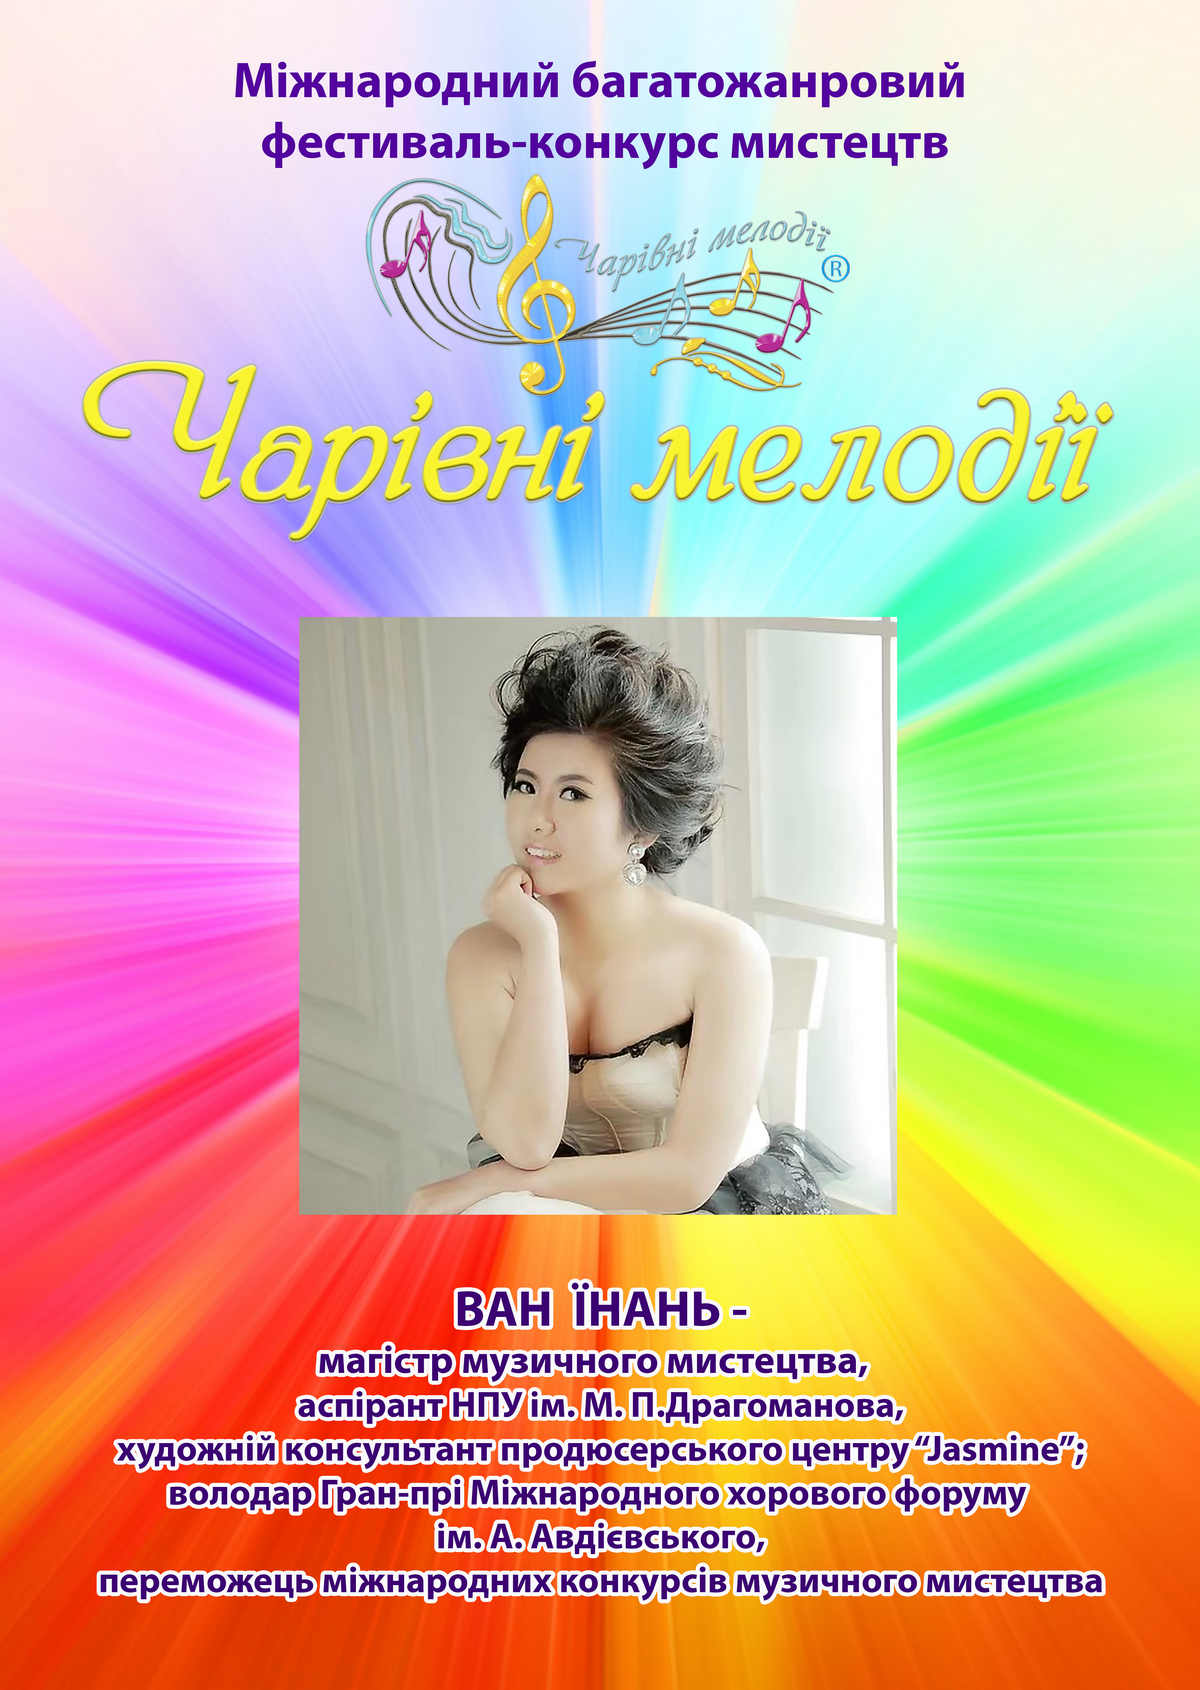 Міжнародний багатожанровий
фестиваль-конкурс мистецтв
Чарівні мелодії
®
Чарівні мелодії
ВАН ЇНАНЬ -
магістр музичного мистецтва,
аспірант НПУ ім. М. П.Драгоманова,
художній консультант продюсерського центру “Jasmine”;
володар Гран-прі Міжнародного хорового форуму
ім. А. Авдієвського,
переможець міжнародних конкурсів музичного мистецтва